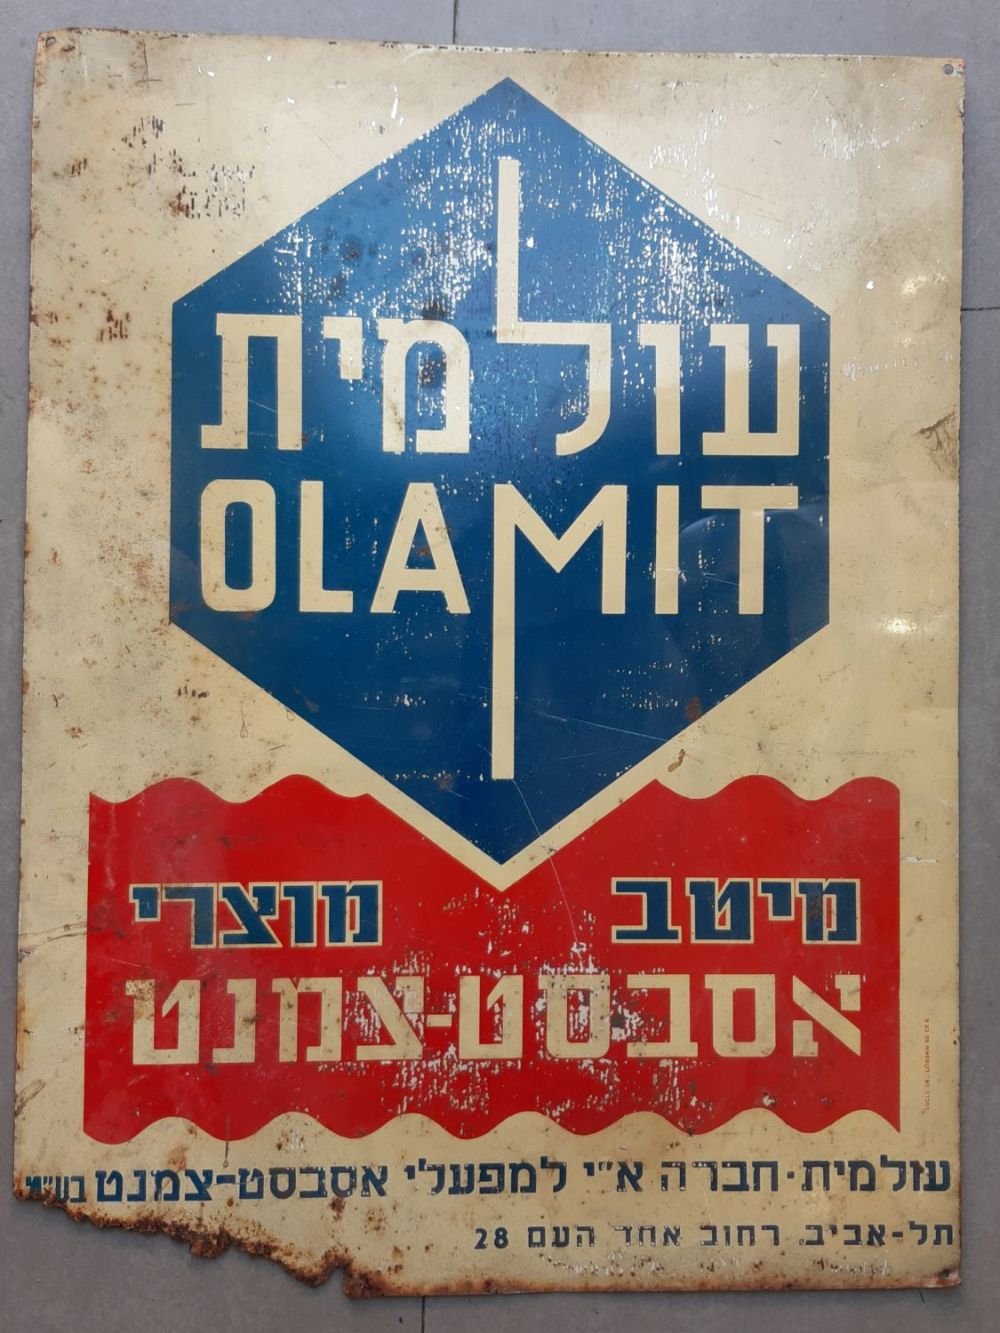 עולמית
OLAMIT
מיטב מוצרי
אסבסט-צמנט
עולמית·חברה א״י למפעלי אסבסט-צמנט בע״מ
תל-אביב, רחוב אחד העם 28